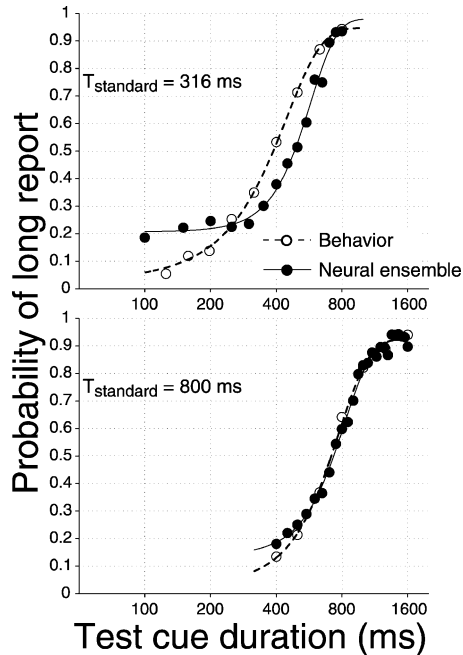 Probability of long report
1
0.9
0.8
0.7
0.6
0.5
0.4
0.3
0.2
0.1
0
Tstandard = 316 ms
Behavior
Neural ensemble
100 200 400 800 1600
1
0.9
0.8
0.7
0.6
0.5
0.4
0.3
0.2
0.1
0
Tstandard = 800 ms
100 200 400 800 1600
Test cue duration (ms)